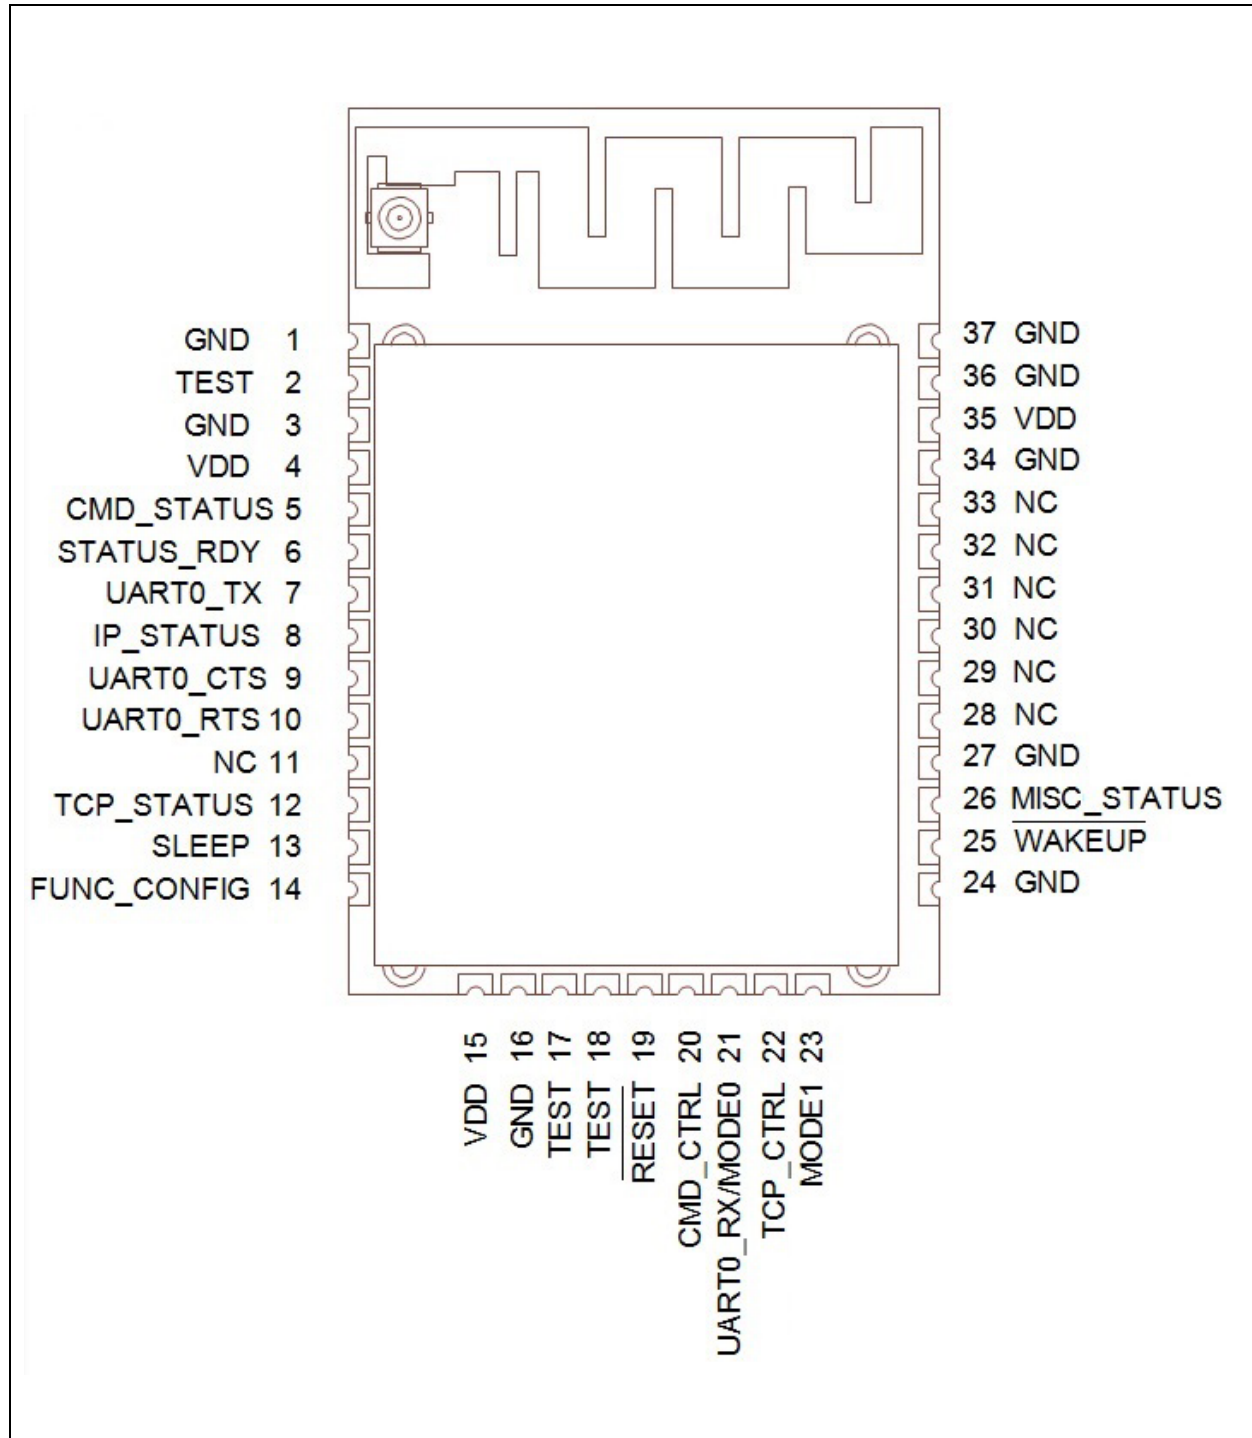 GND 1
TEST 2
GND 3
VDD 4
CMD_STATUS 5
STATUS_RDY 6
UART0_TX 7
IP_STATUS 8
UART0_CTS 9
UART0_RTS 10
NC 11
TCP_STATUS 12
SLEEP 13
FUNC_CONFIG 14
VDD 15
GND 16
TEST 17
TEST 18
RESET 19
CMD_CTRL 20
UART0_RX/MODE0 21
TCP_CTRL 22
MODE1 23
37 GND
36 GND
35 VDD
34 GND
33 NC
32 NC
31 NC
30 NC
29 NC
28 NC
27 GND
26 MISC_STATUS
25 WAKEUP
24 GND